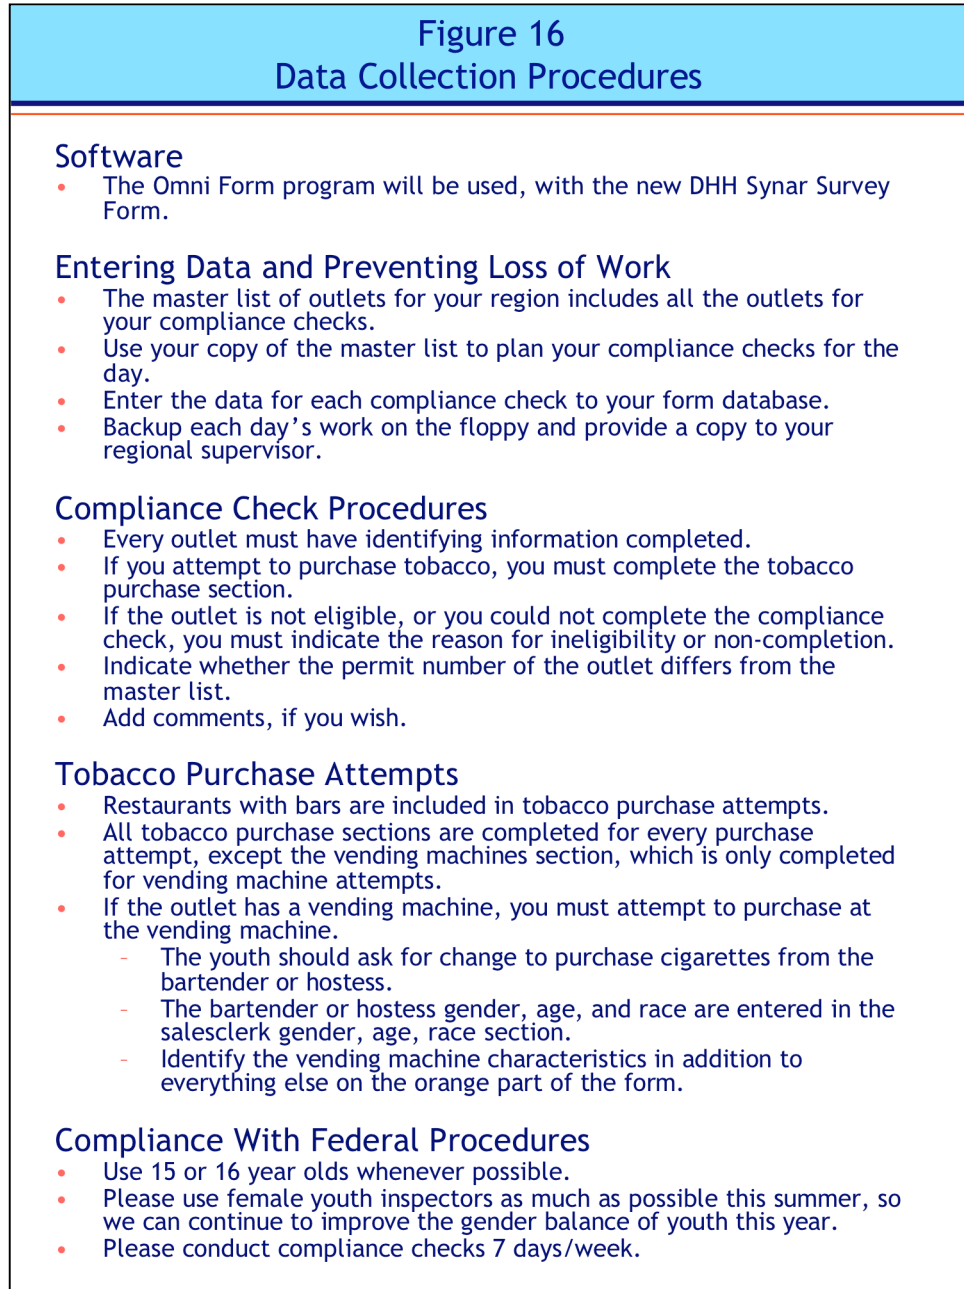 Figure 16
Data Collection Procedures
Software
• The Omni Form program will be used, with the new DHH Synar Survey
Form.
Entering Data and Preventing Loss of Work
• The master list of outlets for your region includes all the outlets for
your compliance checks.
• Use your copy of the master list to plan your compliance checks for the
day.
• Enter the data for each compliance check to your form database.
• Backup each day’s work on the floppy and provide a copy to your
regional supervisor.
Compliance Check Procedures
• Every outlet must have identifying information completed.
• If you attempt to purchase tobacco, you must complete the tobacco
purchase section.
• If the outlet is not eligible, or you could not complete the compliance
check, you must indicate the reason for ineligibility or non-completion.
• Indicate whether the permit number of the outlet differs from the
master list.
• Add comments, if you wish.
Tobacco Purchase Attempts
• Restaurants with bars are included in tobacco purchase attempts.
• All tobacco purchase sections are completed for every purchase
attempt, except the vending machines section, which is only completed
for vending machine attempts.
• If the outlet has a vending machine, you must attempt to purchase at
the vending machine.
– The youth should ask for change to purchase cigarettes from the
bartender or hostess.
– The bartender or hostess gender, age, and race are entered in the
salesclerk gender, age, race section.
– Identify the vending machine characteristics in addition to
everything else on the orange part of the form.
Compliance With Federal Procedures
• Use 15 or 16 year olds whenever possible.
• Please use female youth inspectors as much as possible this summer, so
we can continue to improve the gender balance of youth this year.
• Please conduct compliance checks 7 days/week.